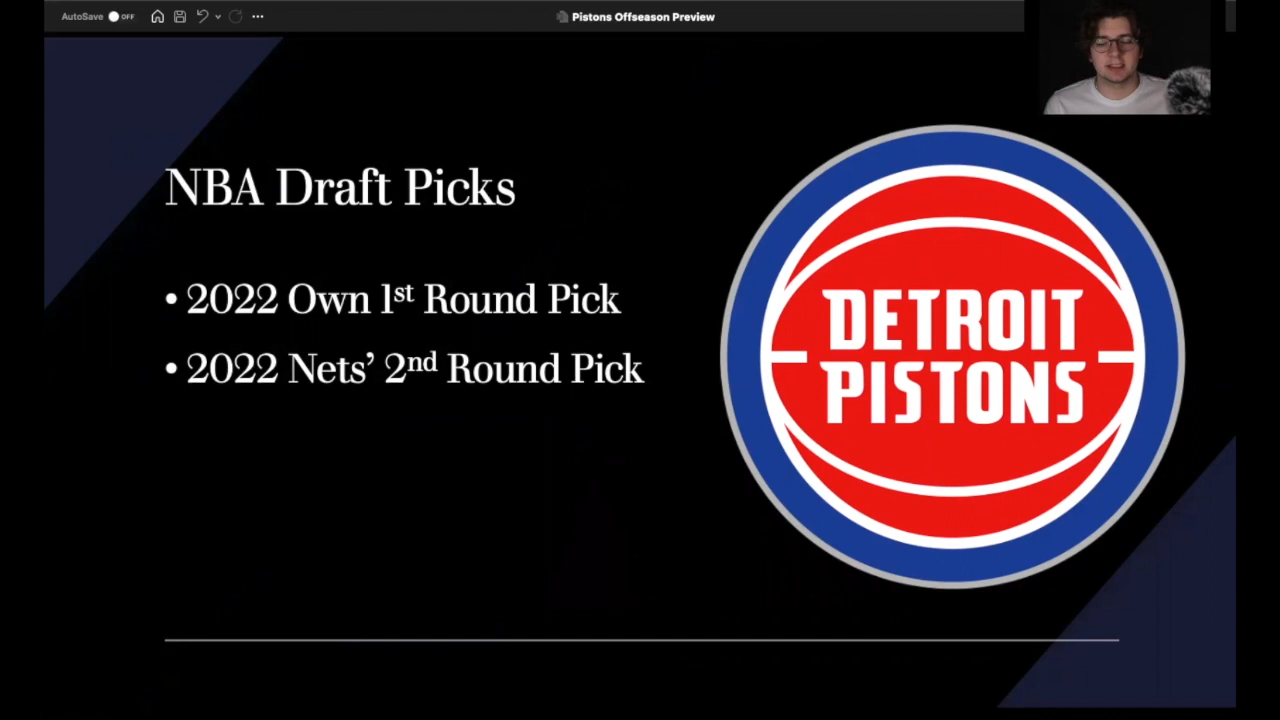 AutoSave OFF
Pistons Offseason Preview
NBA Draft Picks
• 2022 Own 1st Round Pick
• 2022 Nets’ 2nd Round Pick
DETROIT
PISTONS